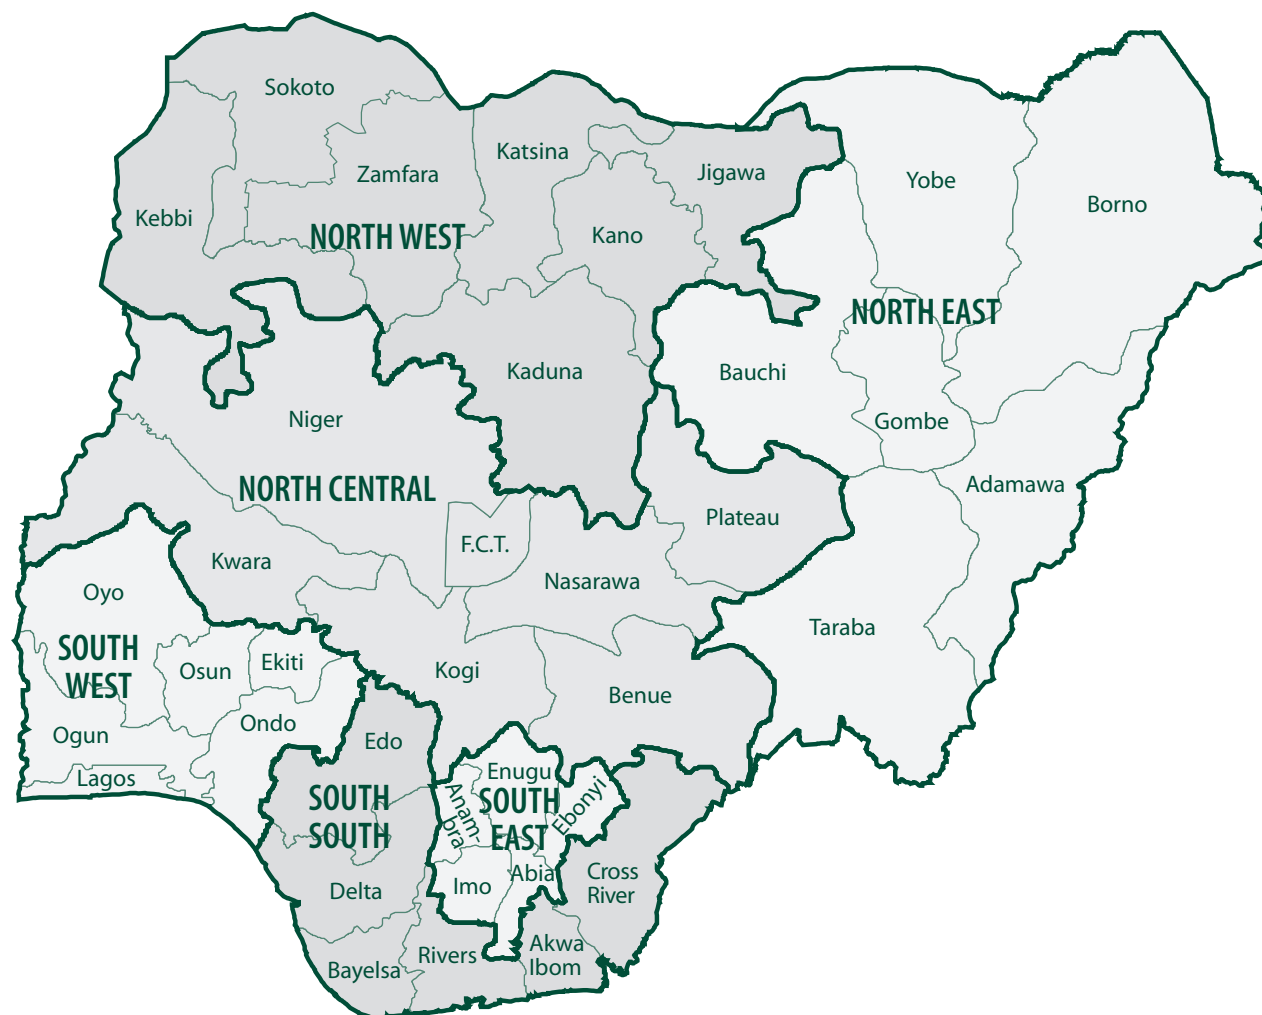 Sokoto
Katsina
Zamfara
Jigawa
Yobe
Borno
Kebbi
NORTH WEST
Kano
NORTH EAST
Kaduna
Bauchi
Niger
Gombe
NORTH CENTRAL
Adamawa
Plateau
F.C.T.
Kwara
Nasarawa
Oyo
Taraba
SOUTH
WEST
Osun
Ekiti
Kogi
Benue
Ogun
Ondo
Edo
Lagos
Enugu
Anam-
bra
Ebonyi
SOUTH
SOUTH
SOUTH
EAST
Imo
Abia
Cross
River
Delta
Bayelsa
Rivers
Akwa
Ibom